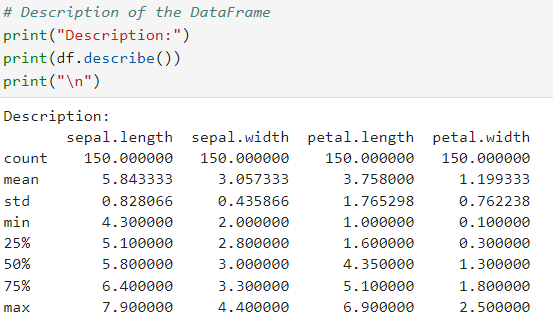 # Description of the DataFrame
print("Description:")
print(df.describe())
print("\n")
Description:
       sepal.length  sepal.width  petal.length  petal.width
count    150.000000   150.000000    150.000000   150.000000
mean       5.843333     3.057333      3.758000     1.199333
std        0.828066     0.435866      1.765298     0.762238
min        4.300000     2.000000      1.000000     0.100000
25%        5.100000     2.800000      1.600000     0.300000
50%        5.800000     3.000000      4.350000     1.300000
75%        6.400000     3.300000      5.100000     1.800000
max        7.900000     4.400000      6.900000     2.500000